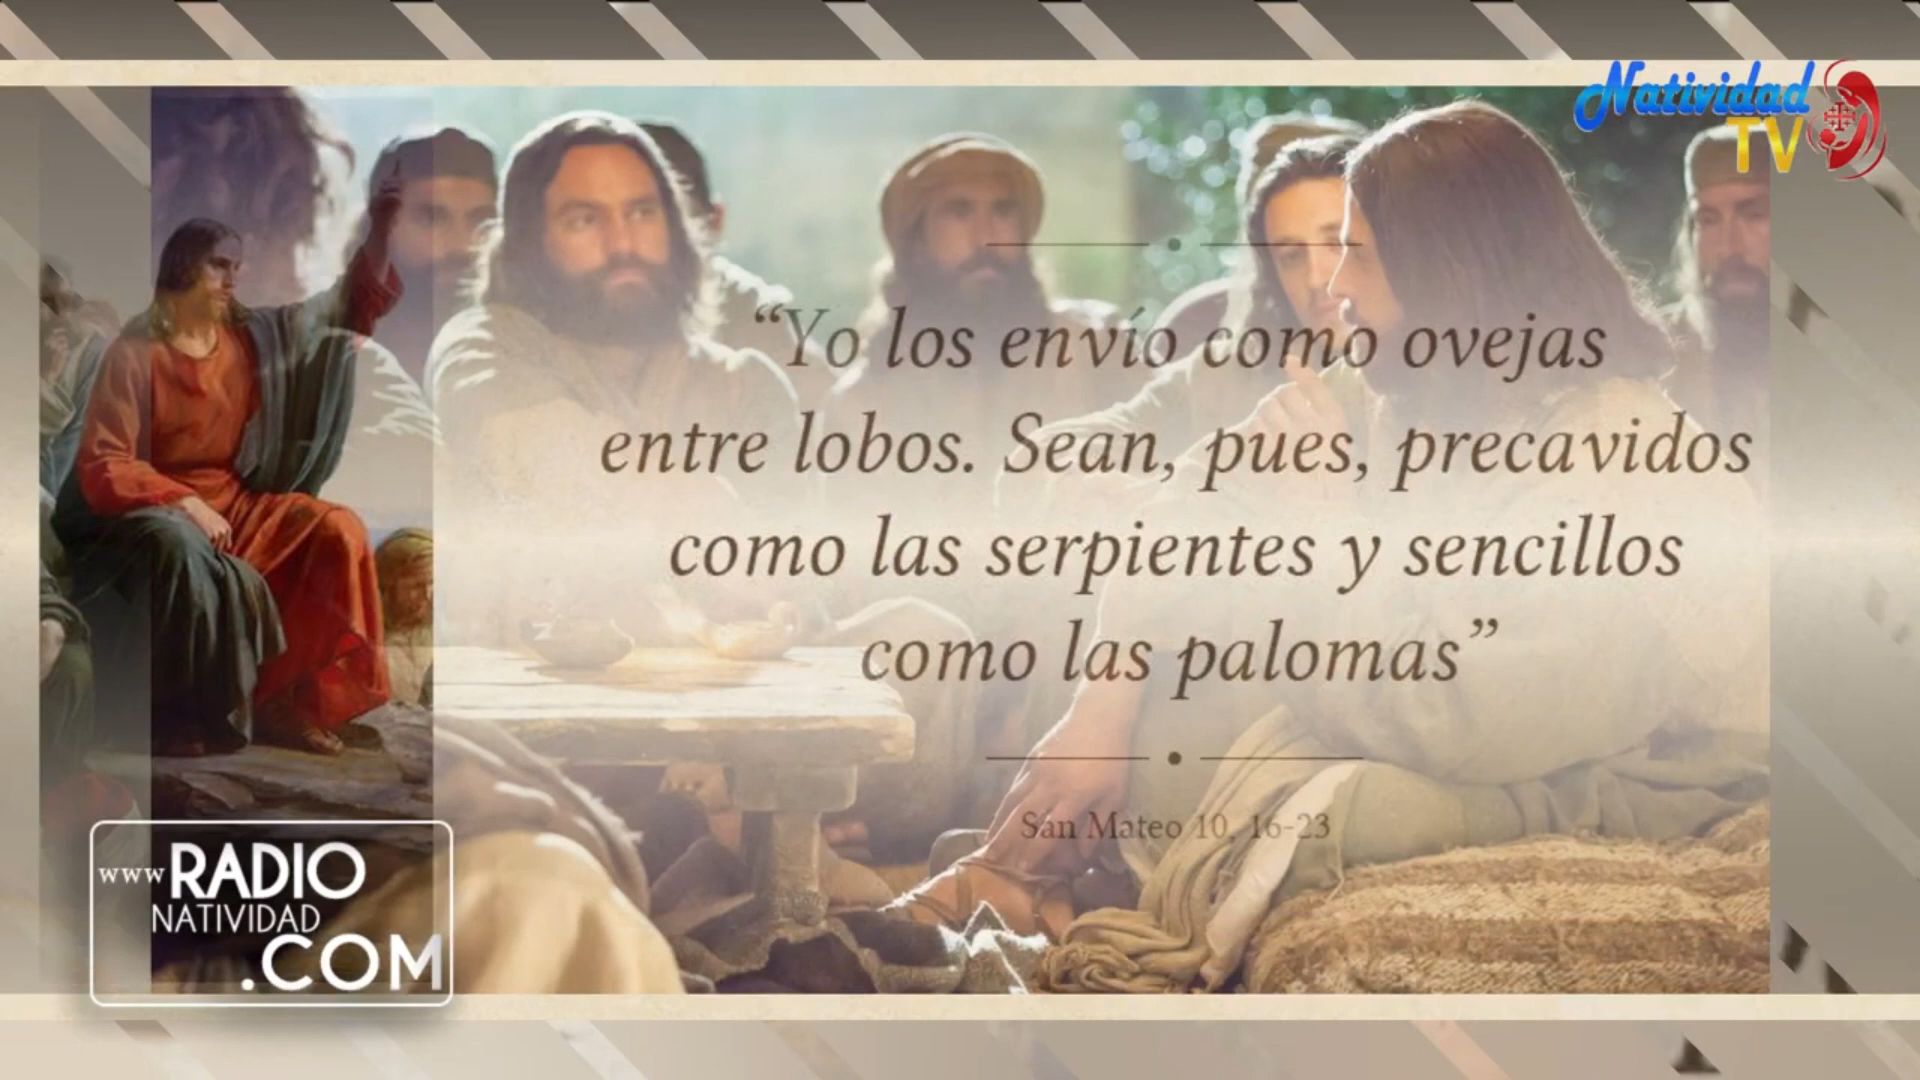 Natividad
TV
“Yo los envío como ovejas
entre lobos. Sean, pues, precavidos
como las serpientes y sencillos
como las palomas”
Sán Mateo 10, 16-23
www RADIO
NATIVIDAD
.COM